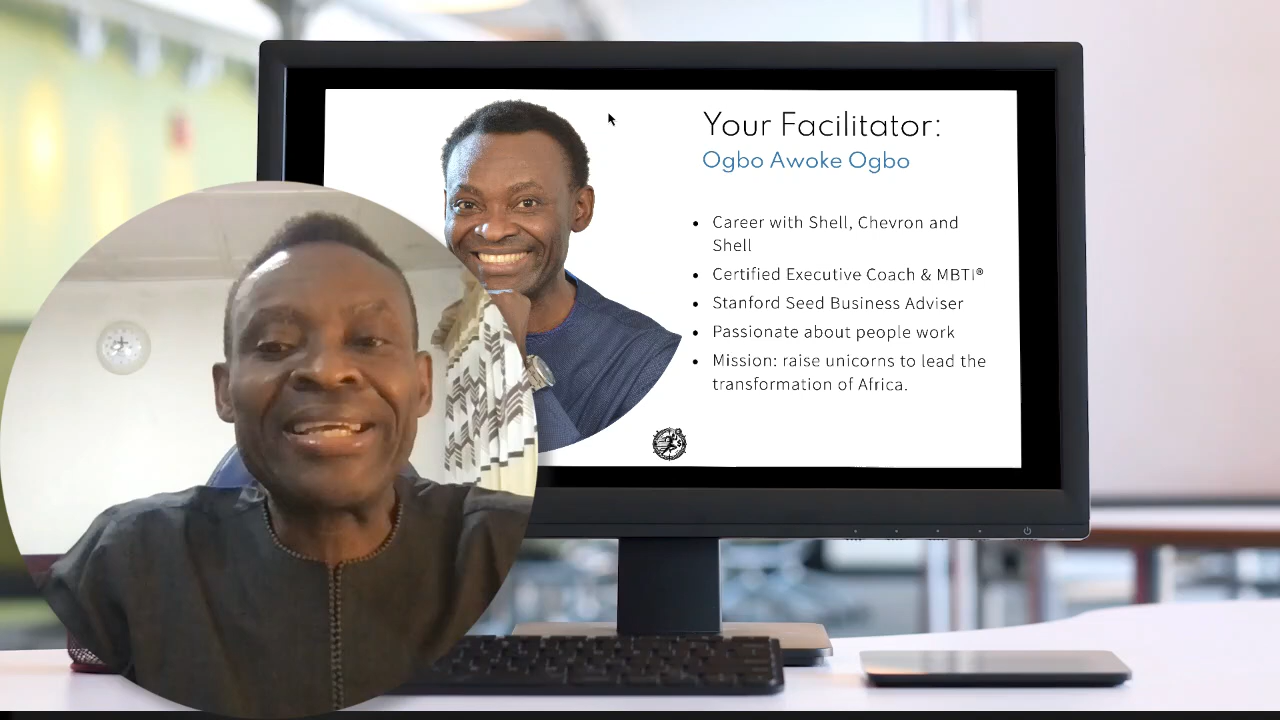 Your Facilitator:
Ogbo Awoke Ogbo
• Career with Shell, Chevron and
Shell
• Certified Executive Coach & MBTI®
• Stanford Seed Business Adviser
• Passionate about people work
• Mission: raise unicorns to lead the
transformation of Africa.